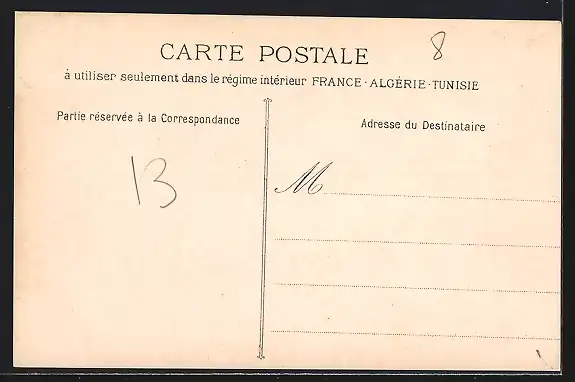 8
CARTE POSTALE
à utiliser seulement dans le régime intérieur FRANCE - ALGÉRIE - TUNISIE
Partie réservée à la Correspondance
Adresse du Destinataire
13
M